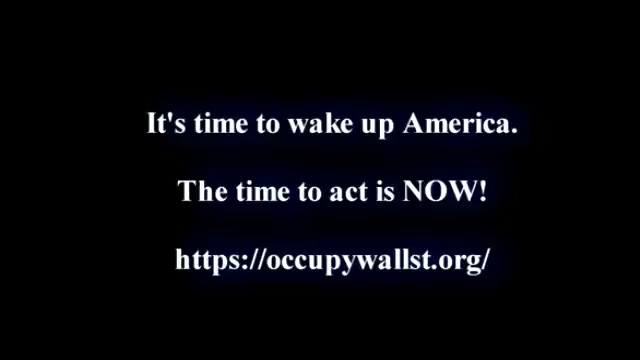 It's time to wake up America.
The time to act is NOW!
https://occupywallst.org/